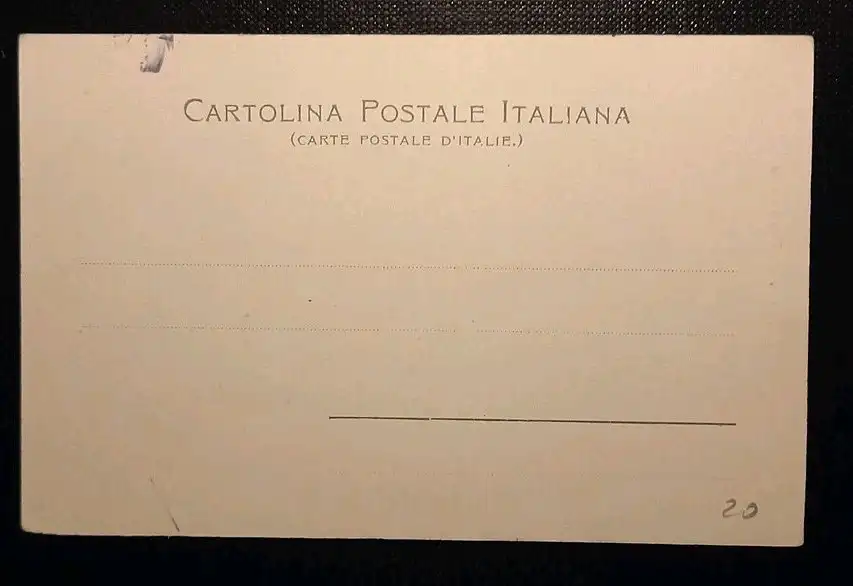 CARTOLINA POSTALE ITALIANA
(CARTE POSTALE D'ITALIE.)
20